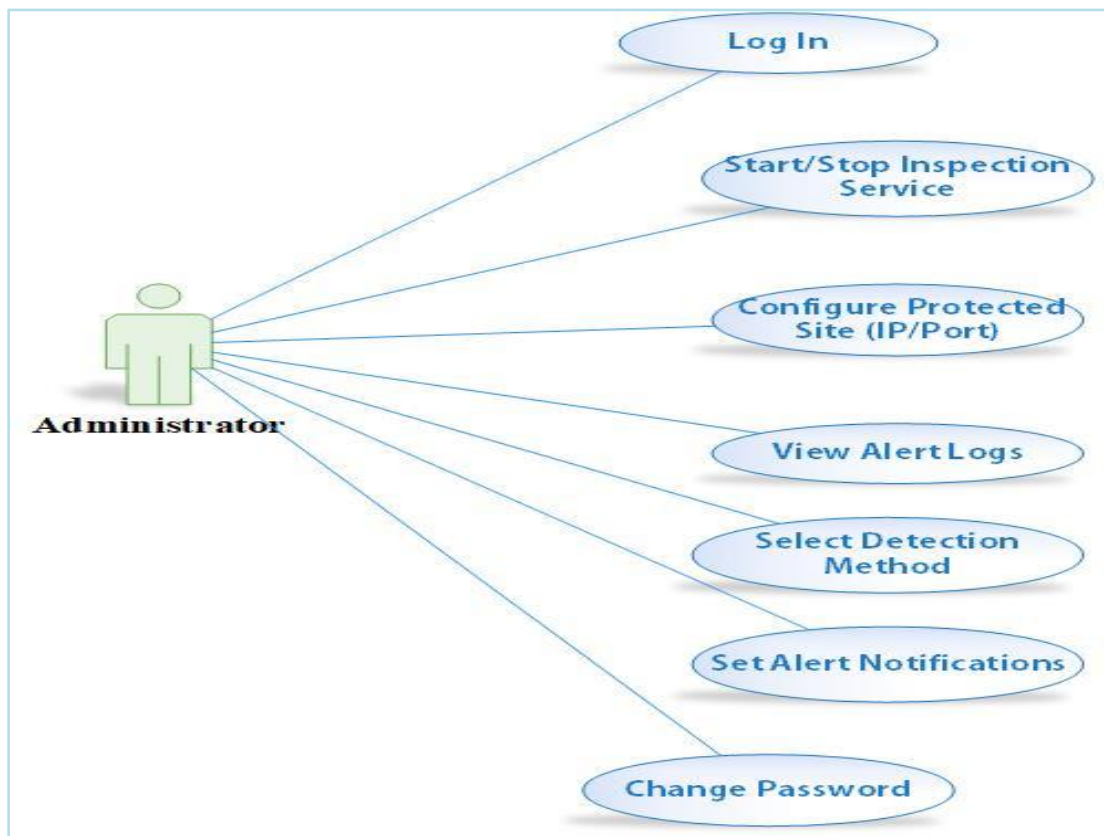 Log In
Start/Stop Inspection
Service
Configure Protected
Site (IP/Port)
Administrator
View Alert Logs
Select Detection
Method
Set Alert Notifications
Change Password